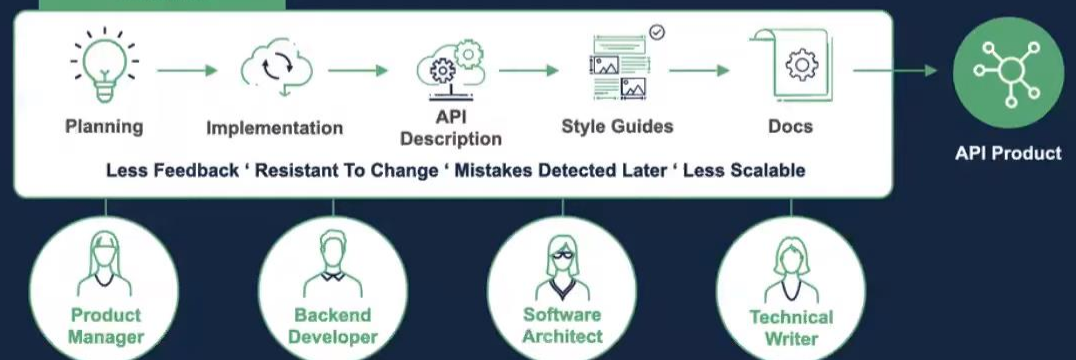 Planning
Implementation
API
Description
Style Guides
Docs
API Product
Less Feedback ‘ Resistant To Change ‘ Mistakes Detected Later ‘ Less Scalable
Product
Manager
Backend
Developer
Software
Architect
Technical
Writer